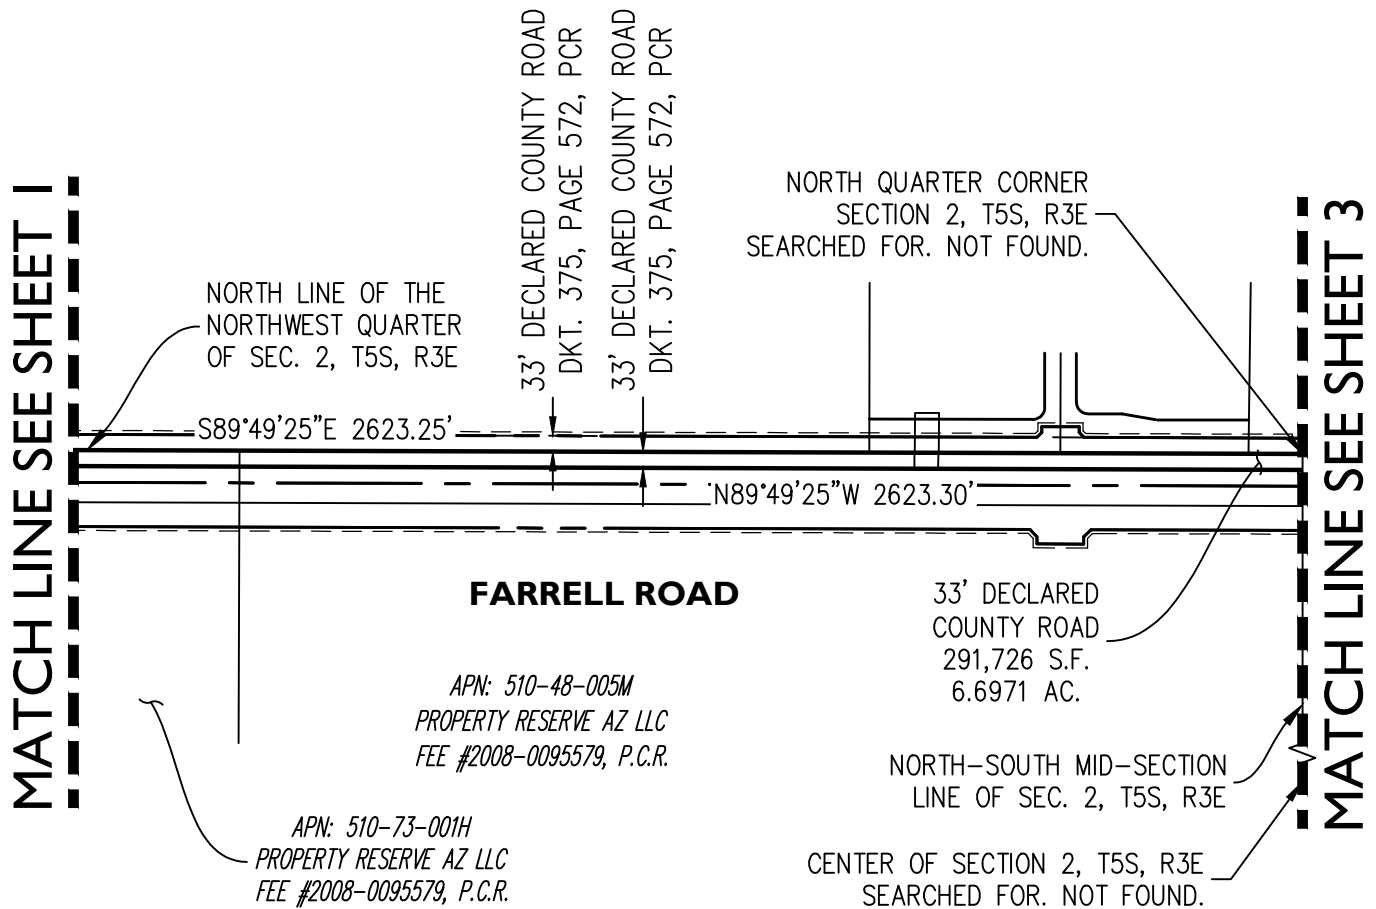 MATCH LINE SEE SHEET 1
33' DECLARED COUNTY ROAD
DKT. 375, PAGE 572, PCR
33' DECLARED COUNTY ROAD
DKT. 375, PAGE 572, PCR
NORTH QUARTER CORNER
SECTION 2, T5S, R3E
SEARCHED FOR. NOT FOUND.
MATCH LINE SEE SHEET 3
NORTH LINE OF THE
NORTHWEST QUARTER
OF SEC. 2, T5S, R3E
S89°49'25"E 2623.25'
N89°49'25"W 2623.30'
FARRELL ROAD
33' DECLARED
COUNTY ROAD
291,726 S.F.
6.6971 AC.
APN: 510-48-005M
PROPERTY RESERVE AZ LLC
FEE #2008-0095579, P.C.R.
NORTH-SOUTH MID-SECTION
LINE OF SEC. 2, T5S, R3E
APN: 510-73-001H
PROPERTY RESERVE AZ LLC
FEE #2008-0095579, P.C.R.
CENTER OF SECTION 2, T5S, R3E
SEARCHED FOR. NOT FOUND.